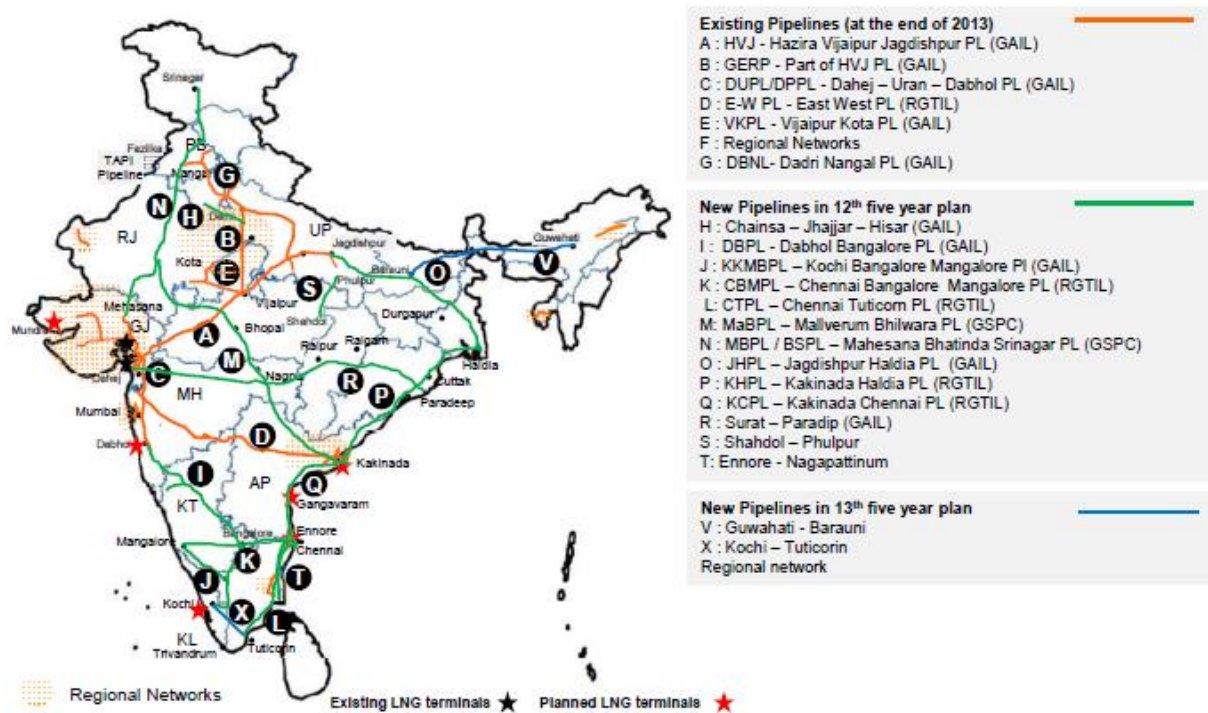 Srinagar
Fazilka
PB
TAPI
Pipeline
Nangal
G
N
H
RJ
B
UP
Jagdishpur
Guwahati
Kota
E
Phulpur
Barauni
O
V
S
Mehasana
Vijaipur
Durgapur
Shahdol
GJ
A
Bhopal
Raipur
Raigarh
M
Haldia
Nagpur
R
Dahej
C
P
Cuttak
MH
Paradeep
Mumbai
Dabhol
D
Kakinada
I
AP
Q
Gangavaram
KT
Ennore
Bangalore
Mangalore
Chennai
K
J
T
Kochi
X
L
KL
Tuticorin
Trivandrum
Regional Networks
Existing LNG terminals
Planned LNG terminals
Existing Pipelines (at the end of 2013)
A : HVJ - Hazira Vijaipur Jagdishpur PL (GAIL)
B : GERP - Part of HVJ PL (GAIL)
C : DUPL/DPPL - Dahej – Uran – Dabhol PL (GAIL)
D : E-W PL - East West PL (RGTIL)
E : VKPL - Vijaipur Kota PL (GAIL)
F : Regional Networks
G : DBNL- Dadri Nangal PL (GAIL)
New Pipelines in 12th five year plan
H : Chainsa – Jhajjar – Hisar (GAIL)
I : DBPL - Dabhol Bangalore PL (GAIL)
J : KKMBPL – Kochi Bangalore Mangalore Pl (GAIL)
K : CBMPL – Chennai Bangalore Mangalore PL (RGTIL)
L : CTPL – Chennai Tuticorn PL (RGTIL)
M: MaBPL – Mallverum Bhilwara PL (GSPC)
N : MBPL / BSPL – Mahesana Bhatinda Srinagar PL (GSPC)
O : JHPL – Jagdishpur Haldia PL (GAIL)
P : KHPL – Kakinada Haldia PL (RGTIL)
Q : KCPL – Kakinada Chennai PL (RGTIL)
R : Surat – Paradip (GAIL)
S : Shahdol – Phulpur
T: Ennore - Nagapattinum
New Pipelines in 13th five year plan
V : Guwahati - Barauni
X : Kochi – Tuticorin
Regional network